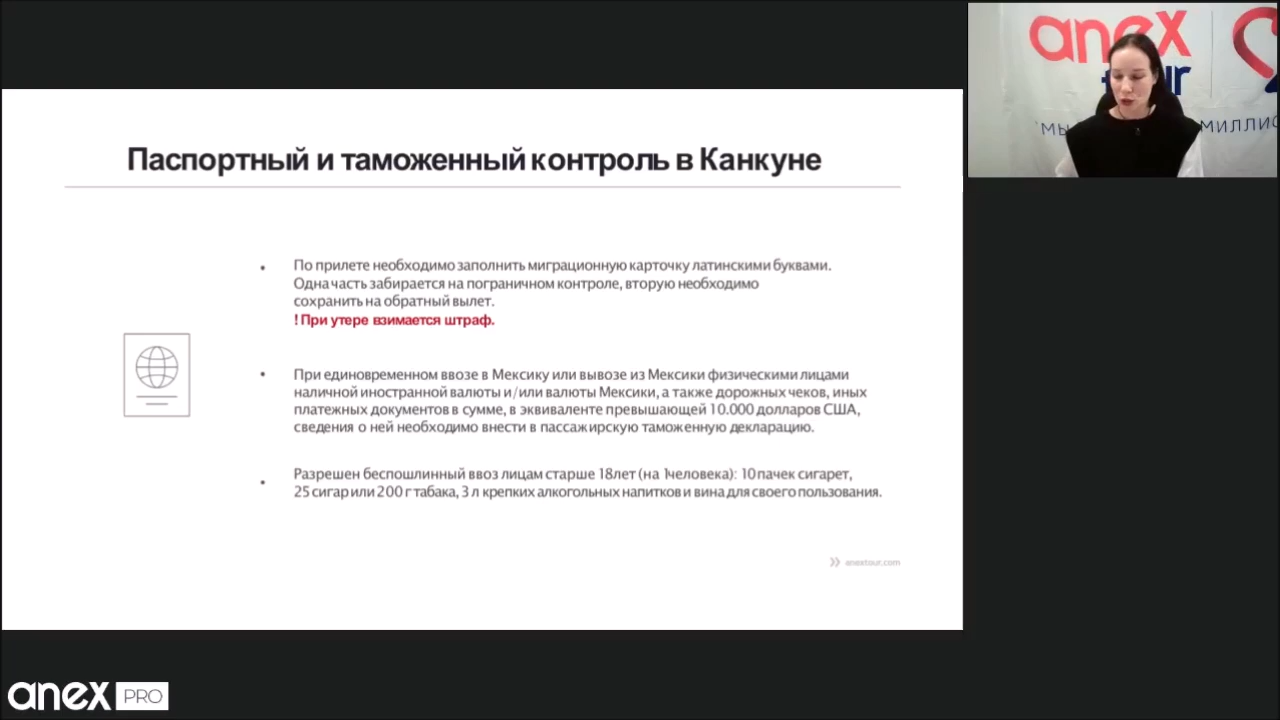 Паспортный и таможенный контроль в Канкуне
• По прилете необходимо заполнить миграционную карточку латинскими буквами.
Одна часть забирается на пограничном контроле, вторую необходимо
сохранить на обратный вылет.
! При утере взимается штраф.
• При единовременном ввозе в Мексику или вывозе из Мексики физическими лицами
наличной иностранной валюты и/или валюты Мексики, а также дорожных чеков, иных
платежных документов в сумме, в эквиваленте превышающей 10.000 долларов США,
сведения о ней необходимо внести в пассажирскую таможенную декларацию.
• Разрешен беспошлинный ввоз лицам старше 18лет (на 1человека): 10 пачек сигарет,
25 сигар или 200 г табака, 3 л крепких алкогольных напитков и вина для своего пользования.
anextour.com
anex
tour
МЫ
МИЛЛИО
anex PRO